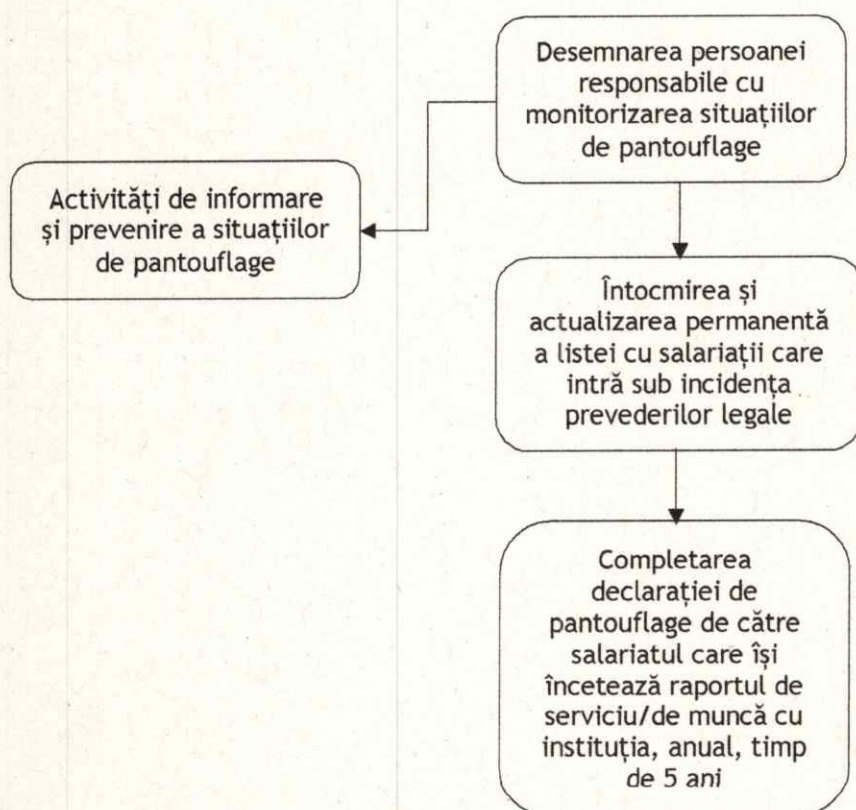 Desemnarea persoanei
responsabile cu
monitorizarea situațiilor
de pantouflage
Activități de informare
și prevenire a situațiilor
de pantouflage
Întocmirea și
actualizarea permanentă
a listei cu salariații care
intră sub incidența
prevederilor legale
Completarea
declarației de
pantouflage de către
salariatul care își
încetează raportul de
serviciu/de muncă cu
instituția, anual, timp
de 5 ani